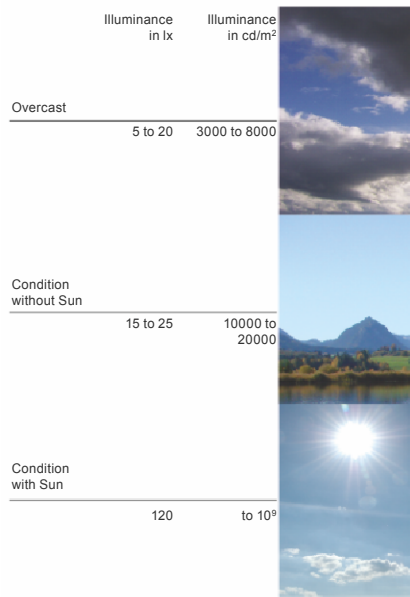 Illuminance Illuminance
in lx in cd/m²
Overcast
5 to 20 3000 to 8000
Condition
without Sun
15 to 25 10000 to
20000
Condition
with Sun
120 to 10⁹